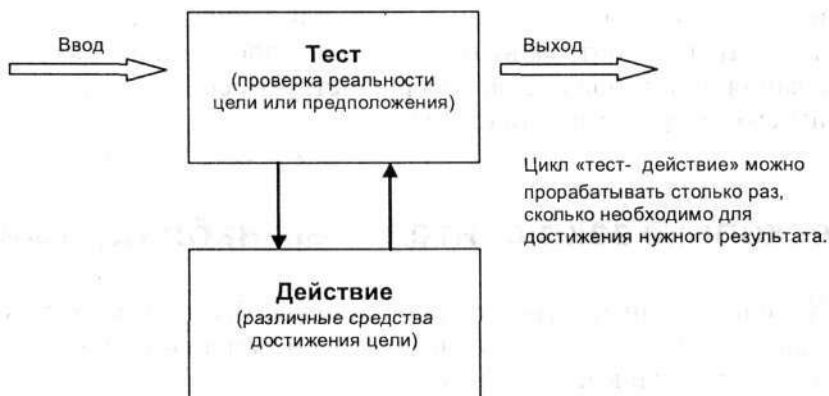 Ввод
Тест
(проверка реальности
цели или предположения)
Выход
Цикл «тест- действие» можно
прорабатывать столько раз,
сколько необходимо для
достижения нужного результата.
Действие
(различные средства
достижения цели)